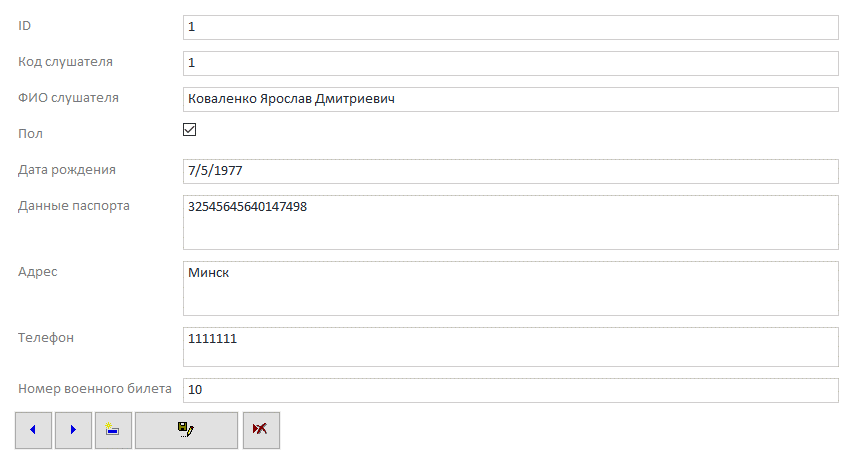 ID 1
Код слушателя 1
ФИО слушателя Коваленко Ярослав Дмитриевич
Пол
Дата рождения 7/5/1977
Данные паспорта 32545645640147498
Адрес Минск
Телефон 1111111
Номер военного билета 10